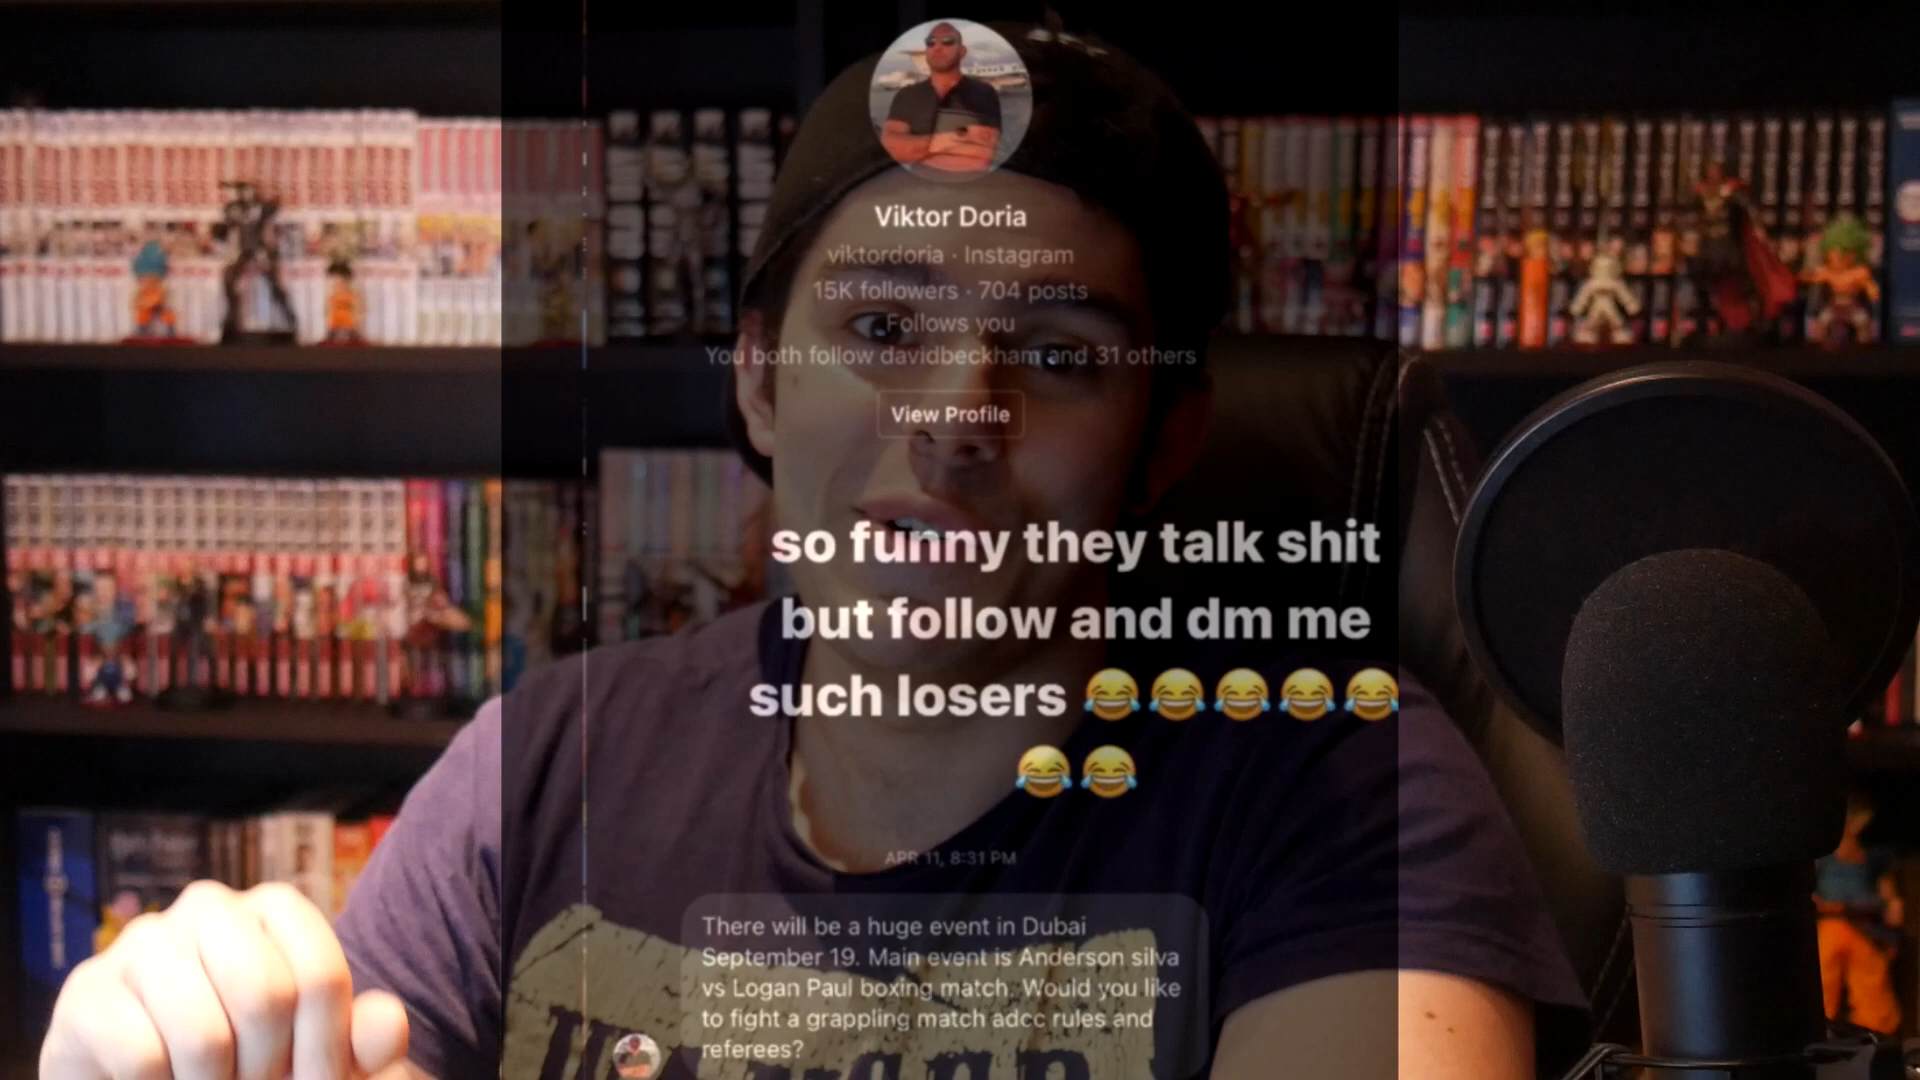 Viktor Doria
viktordoria · Instagram
15K followers · 704 posts
Follows you
You both follow davidbeckham and 31 others
View Profile
so funny they talk shit
but follow and dm me
such losers 😂😂😂😂😂
😂😂
APR 11, 8:31 PM
There will be a huge event in Dubai
September 19. Main event is Anderson silva
vs Logan Paul boxing match. Would you like
to fight a grappling match adcc rules and
referees?